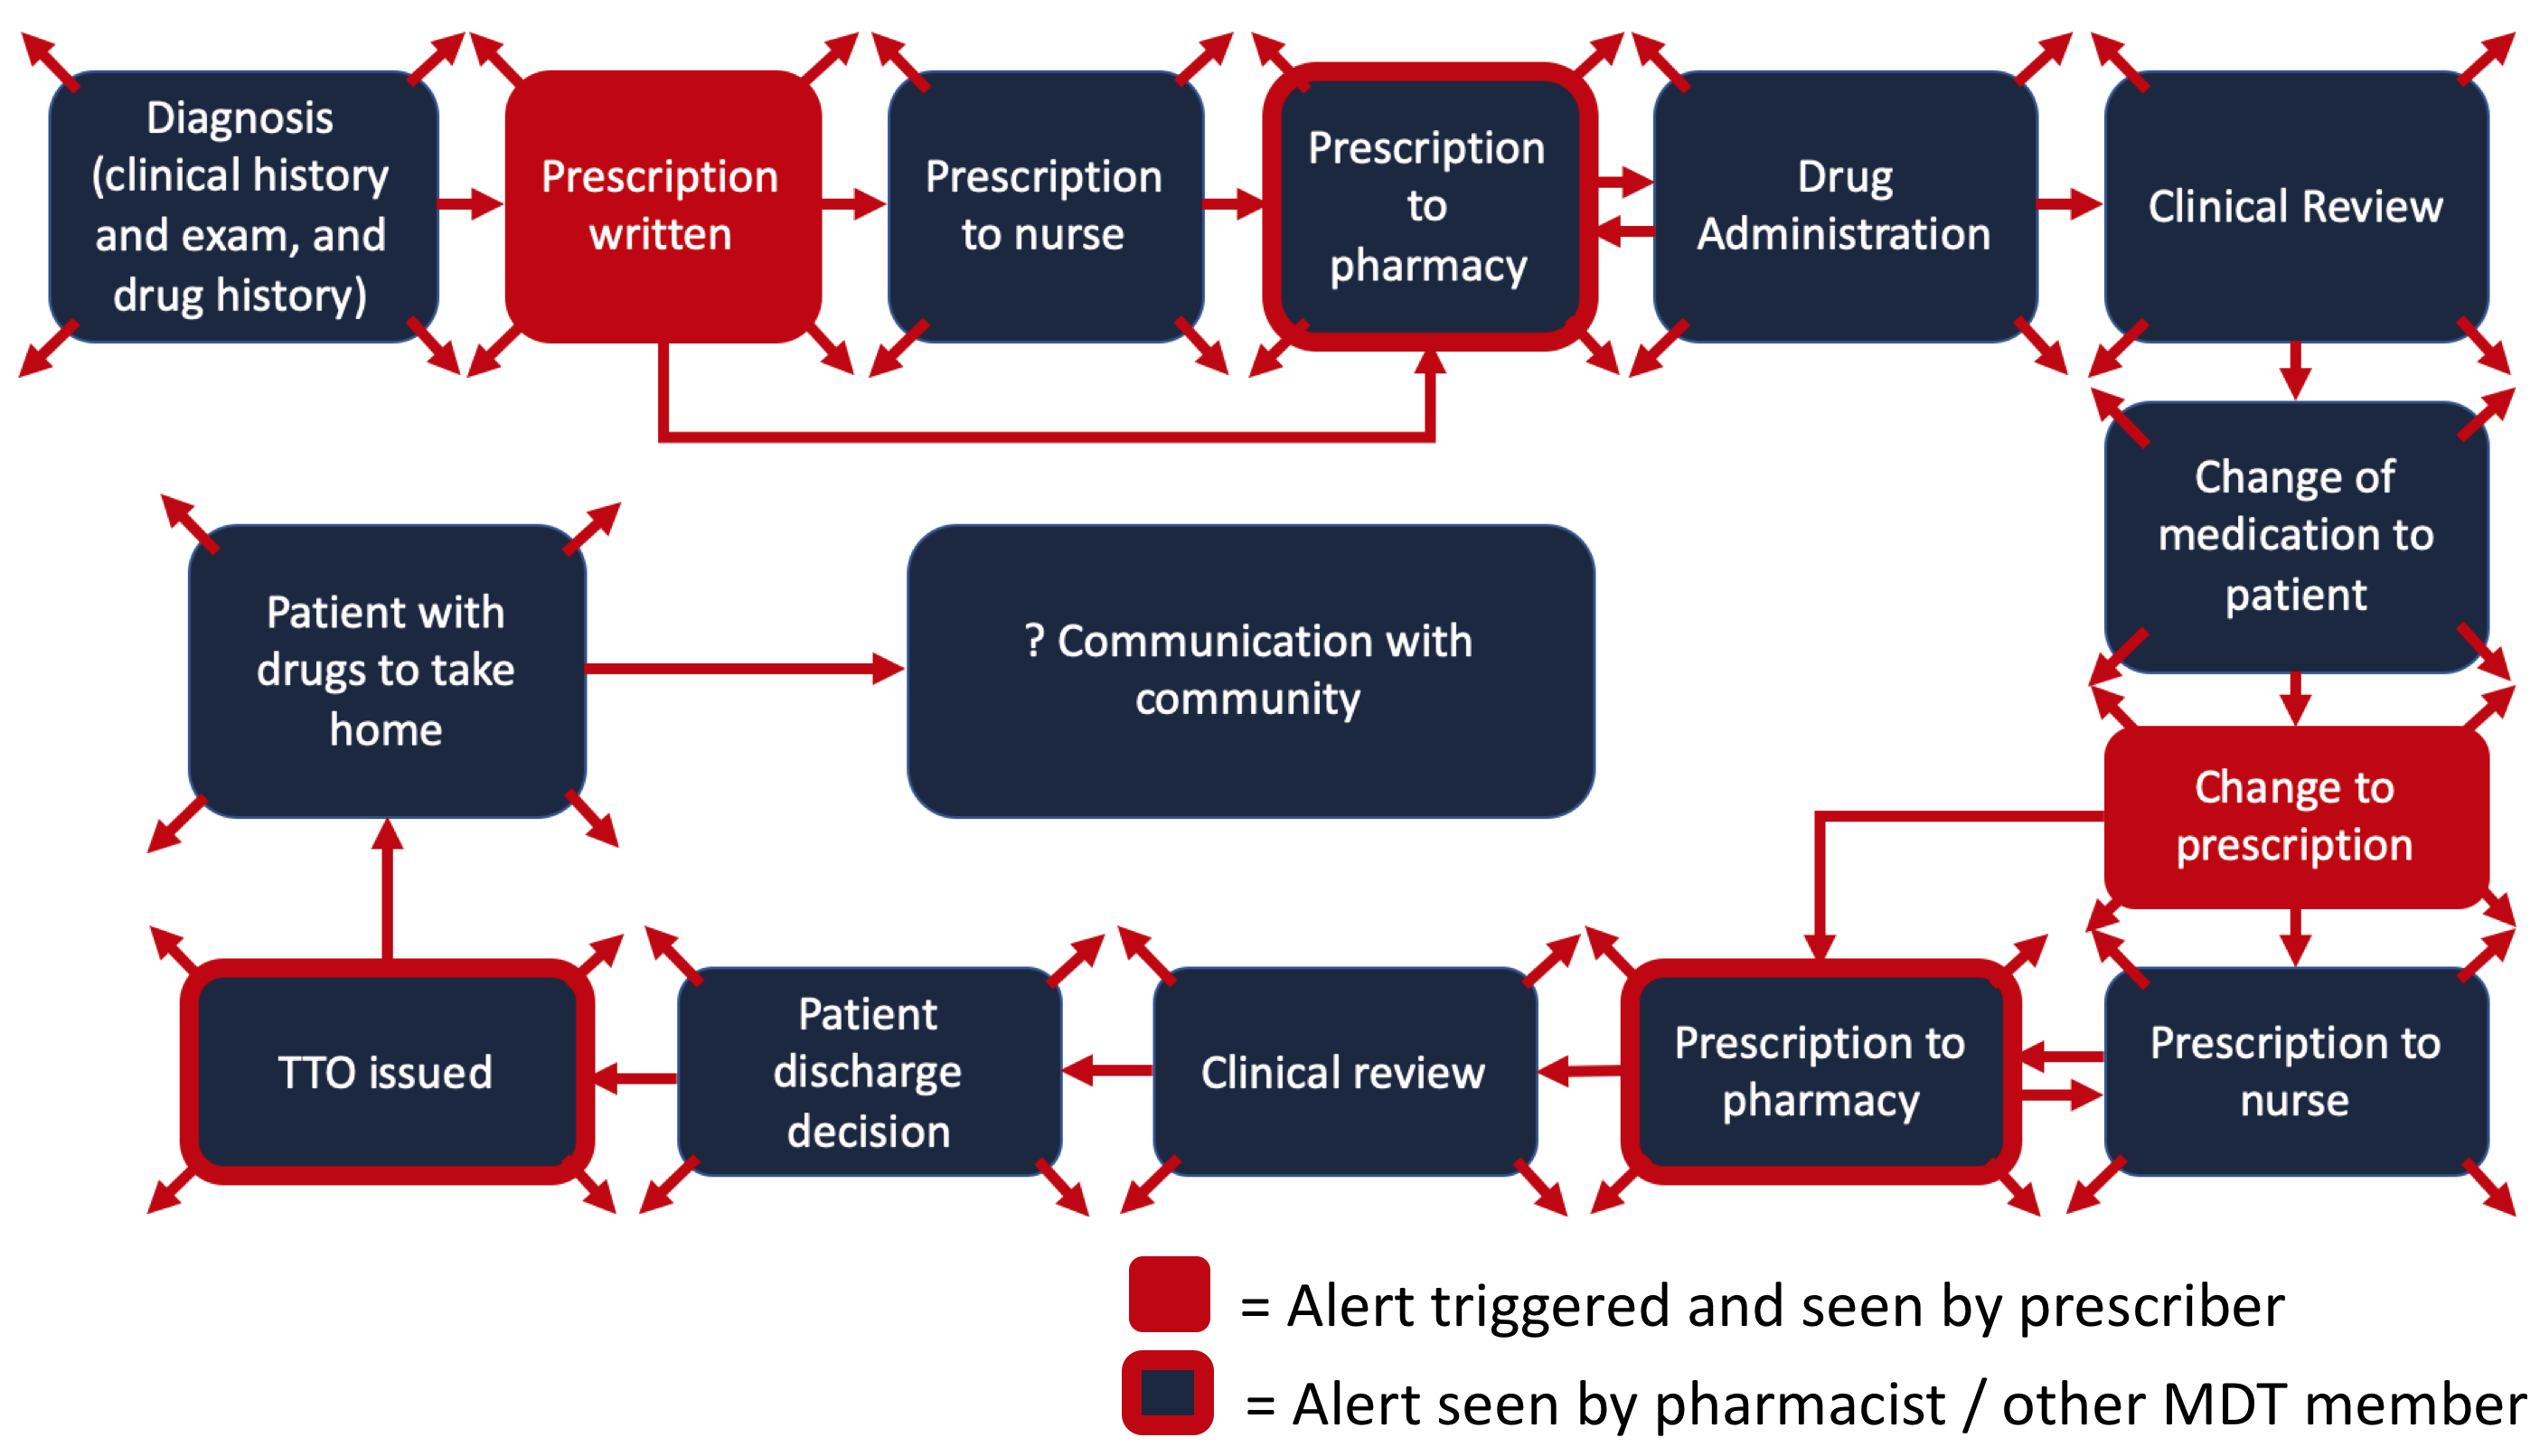 Diagnosis
(clinical history
and exam, and
drug history)
Prescription
written
Prescription
to nurse
Prescription
to
pharmacy
Drug
Administration
Clinical Review
Change of
medication to
patient
Patient with
drugs to take
home
? Communication with
community
Change to
prescription
TTO issued
Patient
discharge
decision
Clinical review
Prescription to
pharmacy
Prescription to
nurse
= Alert triggered and seen by prescriber
= Alert seen by pharmacist / other MDT member